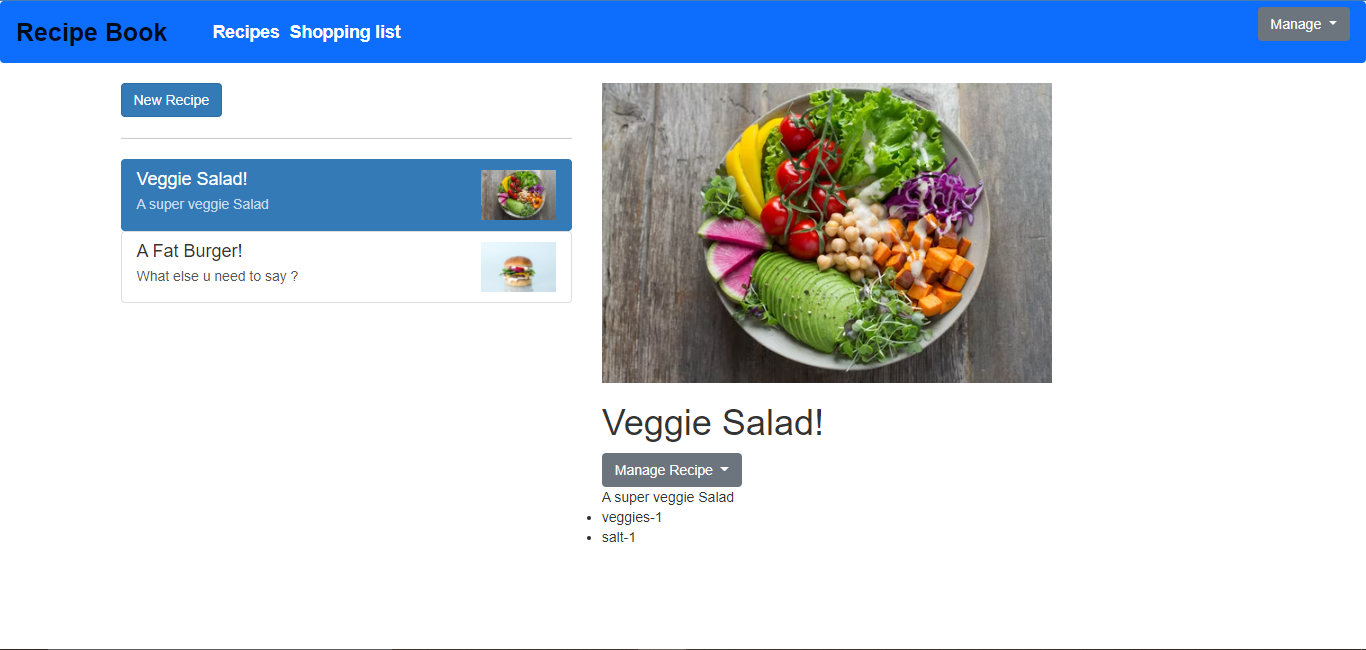 Recipe Book Recipes Shopping list Manage
New Recipe
Veggie Salad!
A super veggie Salad
A Fat Burger!
What else u need to say ?
Veggie Salad!
Manage Recipe
A super veggie Salad
veggies-1
salt-1